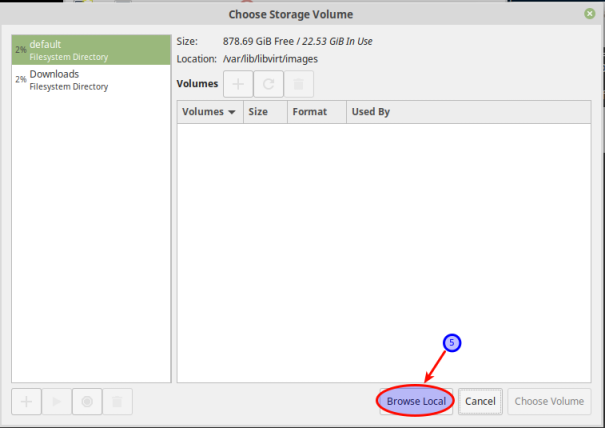 Choose Storage Volume
2% default
Filesystem Directory
2% Downloads
Filesystem Directory
Size: 878.69 GiB Free / 22.53 GiB In Use
Location: /var/lib/libvirt/images
Volumes
Volumes Size Format Used By
5
Browse Local Cancel Choose Volume